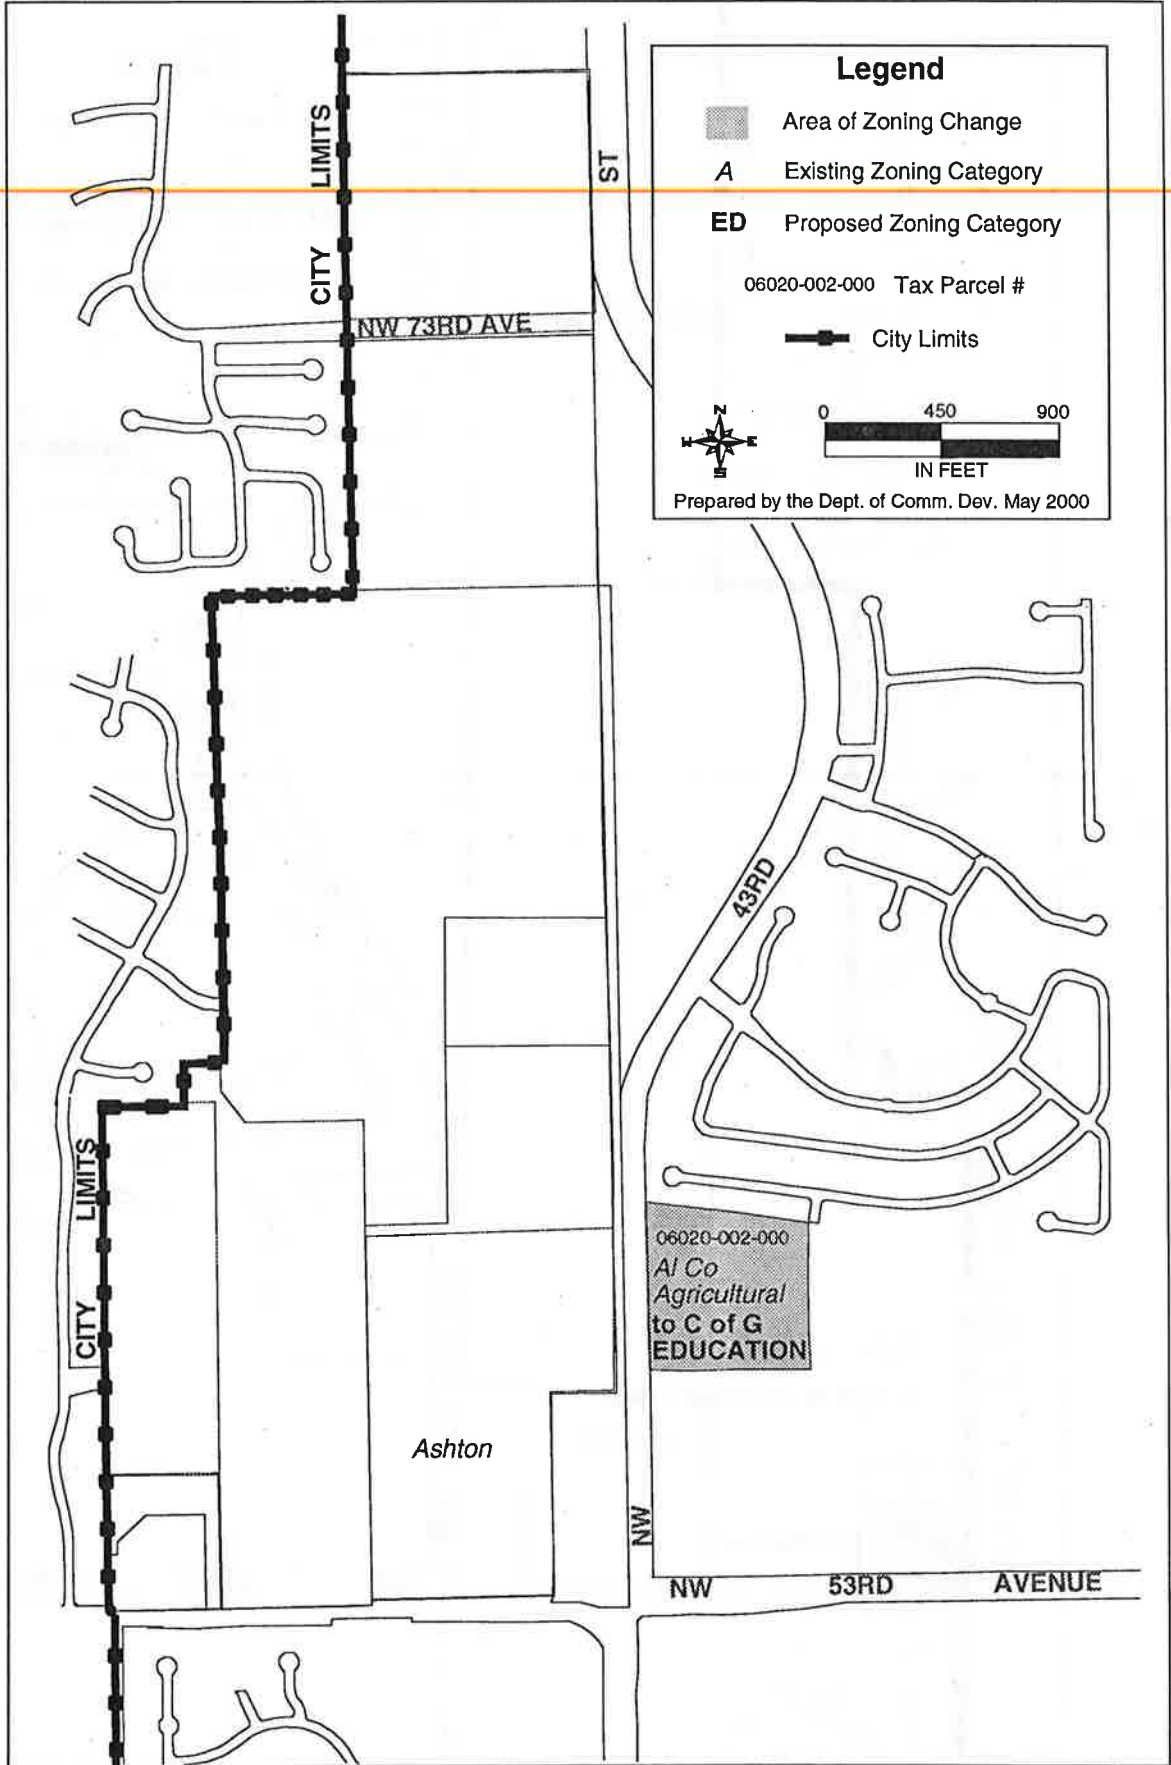 Legend
Area of Zoning Change
A Existing Zoning Category
ED Proposed Zoning Category
06020-002-000 Tax Parcel #
City Limits
N
W E
S
0 450 900
IN FEET
Prepared by the Dept. of Comm. Dev. May 2000
CITY LIMITS
ST
NW 73RD AVE
43RD
CITY LIMITS
06020-002-000
Al Co
Agricultural
to C of G
EDUCATION
Ashton
NW
NW 53RD AVENUE